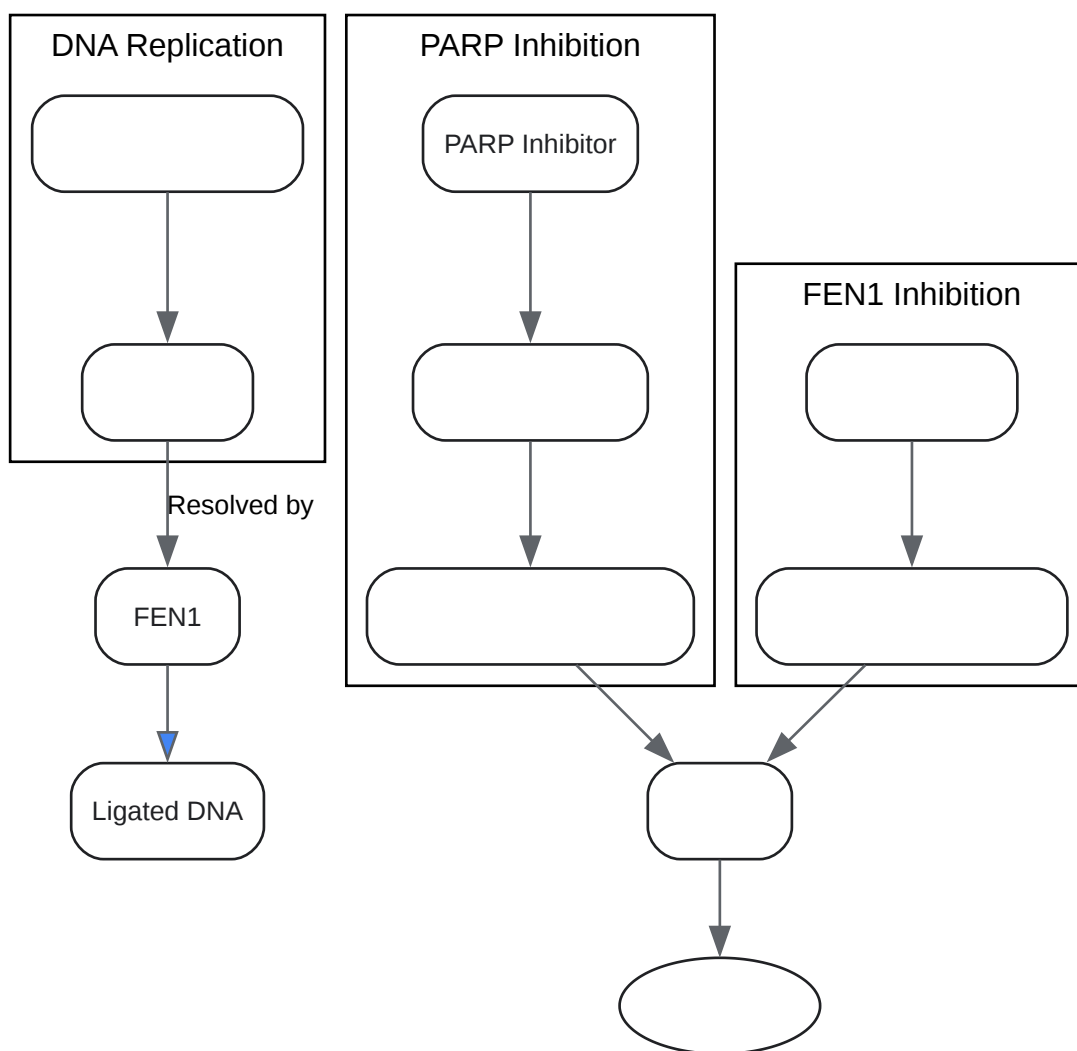 DNA Replication
PARP Inhibition
PARP Inhibitor
FEN1 Inhibition
Resolved by
FEN1
Ligated DNA